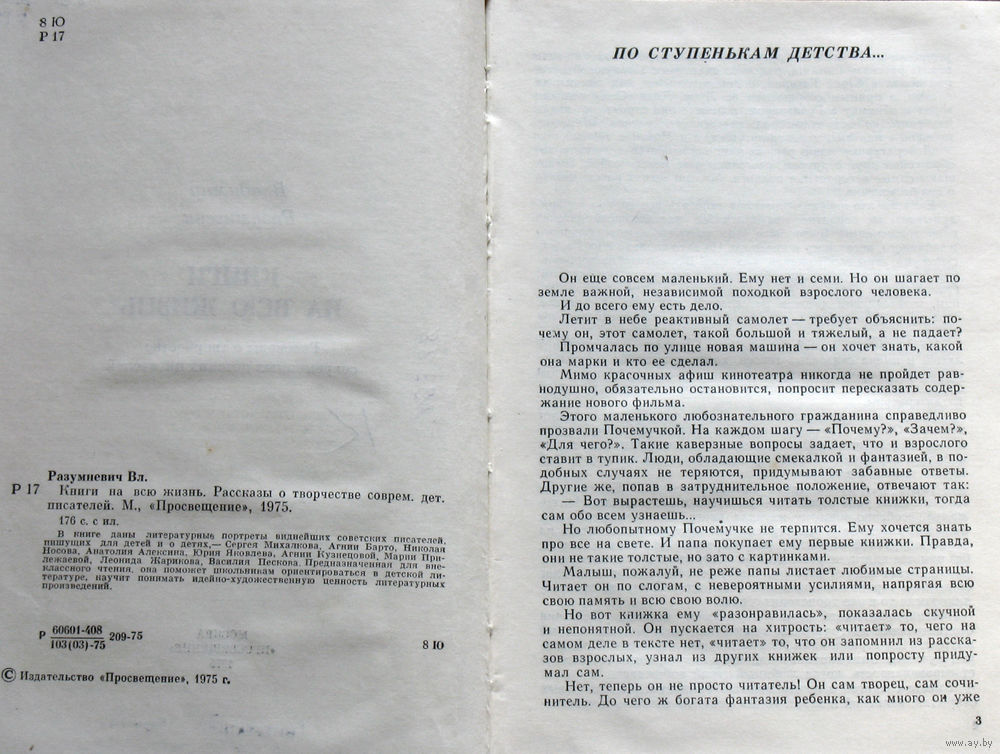 8 Ю
Р 17
Разумневич Вл.
Р 17 Книги на всю жизнь. Рассказы о творчестве соврем. дет.
писателей. М., «Просвещение», 1975.
176 с. с ил.
В книге даны литературные портреты виднейших советских писателей,
пишущих для детей и о детях,— Сергея Михалкова, Агнии Барто, Николая
Носова, Анатолия Алексина, Юрия Яковлева, Агнии Кузнецовой, Марии При-
лежаевой, Леонида Жарикова, Василия Пескова. Предназначенная для вне-
классного чтения, она поможет школьникам ориентироваться в детской ли-
тературе, научит понимать идейно-художественную ценность литературных
произведений.
Р 60601-408
103(03)-75 209-75 8 Ю
© Издательство «Просвещение», 1975 г.
ПО СТУПЕНЬКАМ ДЕТСТВА...
Он еще совсем маленький. Ему нет и семи. Но он шагает по
земле важной, независимой походкой взрослого человека.
И до всего ему есть дело.
Летит в небе реактивный самолет — требует объяснить: по-
чему он, этот самолет, такой большой и тяжелый, а не падает?
Промчалась по улице новая машина — он хочет знать, какой
она марки и кто ее сделал.
Мимо красочных афиш кинотеатра никогда не пройдет рав-
нодушно, обязательно остановится, попросит пересказать содер-
жание нового фильма.
Этого маленького любознательного гражданина справедливо
прозвали Почемучкой. На каждом шагу — «Почему?», «Зачем?»,
«Для чего?». Такие каверзные вопросы задает, что и взрослого
ставит в тупик. Люди, обладающие смекалкой и фантазией, в по-
добных случаях не теряются, придумывают забавные ответы.
Другие же, попав в затруднительное положение, отвечают так:
— Вот вырастешь, научишься читать толстые книжки, тогда
сам обо всем узнаешь...
Но любопытному Почемучке не терпится. Ему хочется знать
про все на свете. И папа покупает ему первые книжки. Правда,
они не такие толстые, но зато с картинками.
Малыш, пожалуй, не реже папы листает любимые страницы.
Читает он по слогам, с невероятными усилиями, напрягая всю
свою память и всю свою волю.
Но вот книжка ему «разонравилась», показалась скучной
и непонятной. Он пускается на хитрость: «читает» то, чего на
самом деле в тексте нет, «читает» то, что он запомнил из расска-
зов взрослых, узнал из других книжек или попросту приду-
мал сам.
Нет, теперь он не просто читатель! Он сам творец, сам сочи-
нитель. До чего ж богата фантазия ребенка, как много он уже
3
www.ay.by